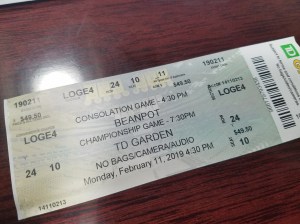 190211
LOGE4 24 10 11 190211
$49.50
CONSOLATION GAME - 4:30 PM
BEANPOT
CHAMPIONSHIP GAME - 7:30PM
TD GARDEN
NO BAGS/CAMERA/AUDIO
Monday, February 11, 2019 4:30 PM
LOGE4
24 10
14110213
LOGE4
24
$49.50
10